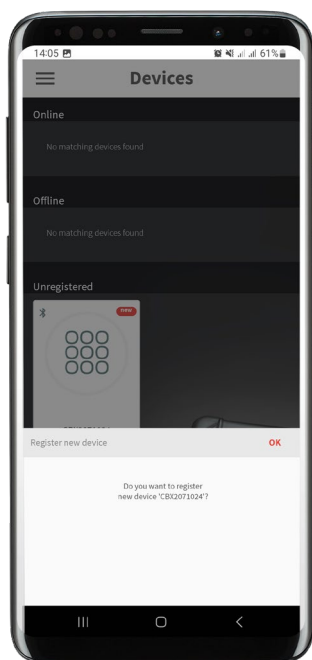 14:05 61%
Devices
Online
No matching devices found
Offline
No matching devices found
Unregistered
new
Register new device OK
Do you want to register
new device 'CBX2071024'?